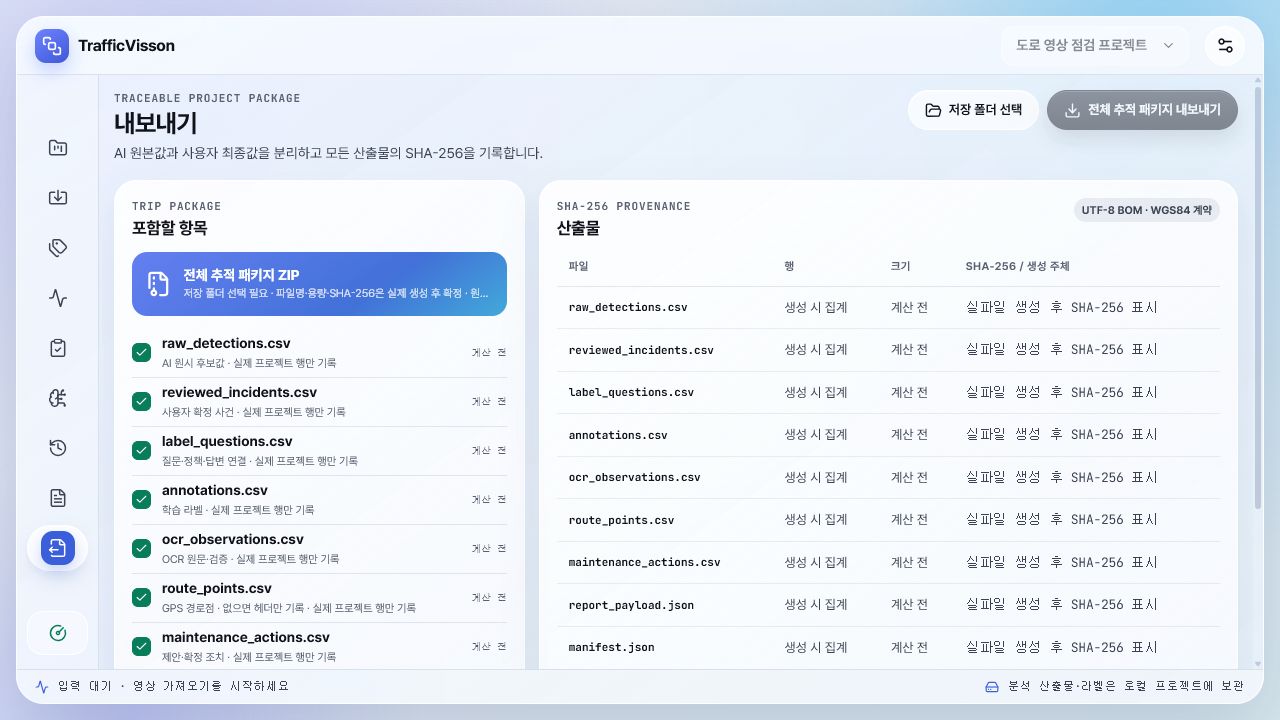 TrafficVisson
도로 영상 점검 프로젝트
TRACEABLE PROJECT PACKAGE
내보내기
AI 원본값과 사용자 최종값을 분리하고 모든 산출물의 SHA-256을 기록합니다.
저장 폴더 선택
전체 추적 패키지 내보내기
TRIP PACKAGE
포함할 항목
전체 추적 패키지 ZIP
저장 폴더 선택 필요 · 파일명·용량·SHA-256은 실제 생성 후 확정 · 원...
raw_detections.csv
AI 원시 후보값 · 실제 프로젝트 행만 기록
계산 전
reviewed_incidents.csv
사용자 확정 사건 · 실제 프로젝트 행만 기록
계산 전
label_questions.csv
질문·정책·답변 연결 · 실제 프로젝트 행만 기록
계산 전
annotations.csv
학습 라벨 · 실제 프로젝트 행만 기록
계산 전
ocr_observations.csv
OCR 원문·검증 · 실제 프로젝트 행만 기록
계산 전
route_points.csv
GPS 경로점 · 없으면 헤더만 기록 · 실제 프로젝트 행만 기록
계산 전
maintenance_actions.csv
제안·확정 조치 · 실제 프로젝트 행만 기록
계산 전
SHA-256 PROVENANCE
산출물
UTF-8 BOM · WGS84 계약
파일 행 크기 SHA-256 / 생성 주체
raw_detections.csv 생성 시 집계 계산 전 실파일 생성 후 SHA-256 표시
reviewed_incidents.csv 생성 시 집계 계산 전 실파일 생성 후 SHA-256 표시
label_questions.csv 생성 시 집계 계산 전 실파일 생성 후 SHA-256 표시
annotations.csv 생성 시 집계 계산 전 실파일 생성 후 SHA-256 표시
ocr_observations.csv 생성 시 집계 계산 전 실파일 생성 후 SHA-256 표시
route_points.csv 생성 시 집계 계산 전 실파일 생성 후 SHA-256 표시
maintenance_actions.csv 생성 시 집계 계산 전 실파일 생성 후 SHA-256 표시
report_payload.json 생성 시 집계 계산 전 실파일 생성 후 SHA-256 표시
manifest.json 생성 시 집계 계산 전 실파일 생성 후 SHA-256 표시
입력 대기 · 영상 가져오기를 시작하세요
분석 산출물·라벨은 로컬 프로젝트에 보관